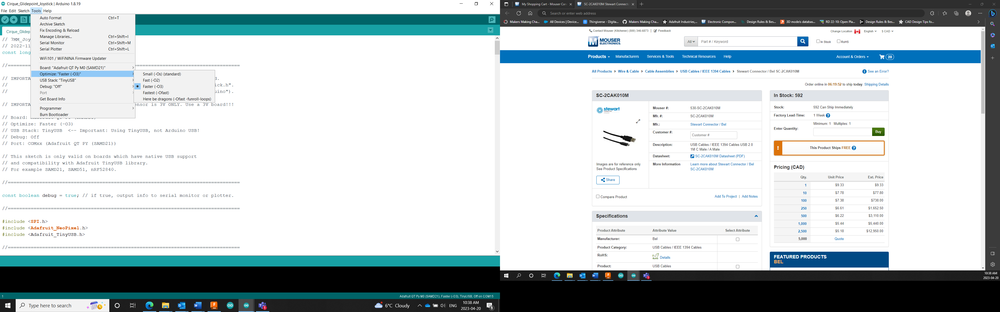 Cirque_Glidepoint_Joystick | Arduino 1.8.19
File Edit Sketch Tools Help
Auto Format Ctrl+T
Archive Sketch
Fix Encoding & Reload
Manage Libraries... Ctrl+Shift+I
Serial Monitor Ctrl+Shift+M
Serial Plotter Ctrl+Shift+L
WiFi101 / WiFiNINA Firmware Updater
Board: "Adafruit QT Py M0 (SAMD21)"
Optimize: "Faster (-O3)"
USB Stack: "TinyUSB"
Debug: "Off"
Port
Get Board Info
Programmer
Burn Bootloader
Small (-Os) (standard)
Fast (-O2)
Faster (-O3)
Fastest (-Ofast)
Here be dragons (-Ofast -funroll-loops)
Cirque_Glidep
// 7MM_Joy
// 2022-11
const long
//
// IMPORTA d.
// ick.h".
// uino").
// IMPORTA ensor is 3V ONLY. Use a 3V board!!!
// Board: Adafruit QT PY (SAMD21)
// Optimize: Faster (-O3)
// USB Stack: TinyUSB <-- Important: Using TinyUSB, not Arduino USB!
// Debug: Off
// Port: COMxx (Adafruit QT PY (SAMD21))
// This sketch is only valid on boards which have native USB support
// and compatibility with Adafruit TinyUSB library.
// For example SAMD21, SAMD51, nRF52840.
//==================================================================================
const boolean debug = true; // if true, output info to serial monitor or plotter.
//==================================================================================
#include <SPI.h>
#include <Adafruit_NeoPixel.h>
#include <Adafruit_TinyUSB.h>
//==================================================================================
1
Adafruit QT Py M0 (SAMD21), Faster (-O3), TinyUSB, Off on COM15
Type here to search
6°C Cloudy
ENG
10:38 AM
2023-04-20
8
My Shopping Cart - Mouser Can
SC-2CAK010M Stewart Connecto
Search or enter web address
Makers Making Cha...
All Devices | Device...
Thingiverse - Digita...
Makers Making Cha...
Adafruit Industries,...
Electronic Compon...
Design Rules & Bes...
3D models databas...
RD 22-10: Open Pla...
Design Rules & Bes...
CAD Design Tips fo...
Contact Mouser (Kitchener) (800) 346-6873 | Feedback
Change Location English $ CAD
MOUSER
ELECTRONICS
All Part # / Keyword
In Stock RoHS
Products Manufacturers Services & Tools Technical Resources Help
Account & Orders 20
All Products > Wire & Cable > Cable Assemblies > USB Cables / IEEE 1394 Cables > Stewart Connector / Bel SC-2CAK010M
See an Error?
Order online in 06:19:52 to ship today. Shipping Details
SC-2CAK010M
stewart
Mouser #: 530-SC-2CAK010M
Mfr. #: SC-2CAK010M
Mfr.: Stewart Connector / Bel
Customer #: Customer #
Description: USB Cables / IEEE 1394 Cables USB 2.0
1M C Male / A Male
Datasheet: SC-2CAK010M Datasheet (PDF)
More Information Learn more about Stewart Connector / Bel
SC-2CAK010M
Images are for reference only
See Product Specifications
Share
Compare Product
Add To Project | Add Notes
Specifications
Product Attribute Attribute Value Select Attribute
Manufacturer: Bel
Product Category: USB Cables / IEEE 1394 Cables
RoHS: RoHS Details
Product: USB Cables
In Stock: 592
Stock: 592 Can Ship Immediately
Factory Lead-Time: 1 Week
Minimum: 1 Multiples: 1
Enter Quantity: Buy
This Product Ships FREE
Pricing (CAD)
Qty. Unit Price Ext. Price
1 $9.33 $9.33
10 $7.78 $77.80
100 $7.38 $738.00
250 $6.61 $1,652.50
500 $6.22 $3,110.00
1,000 $5.44 $5,440.00
2,500 $5.18 $12,950.00
5,000 Quote
FEATURED PRODUCTS
BEL
10:38 AM
2023-04-20